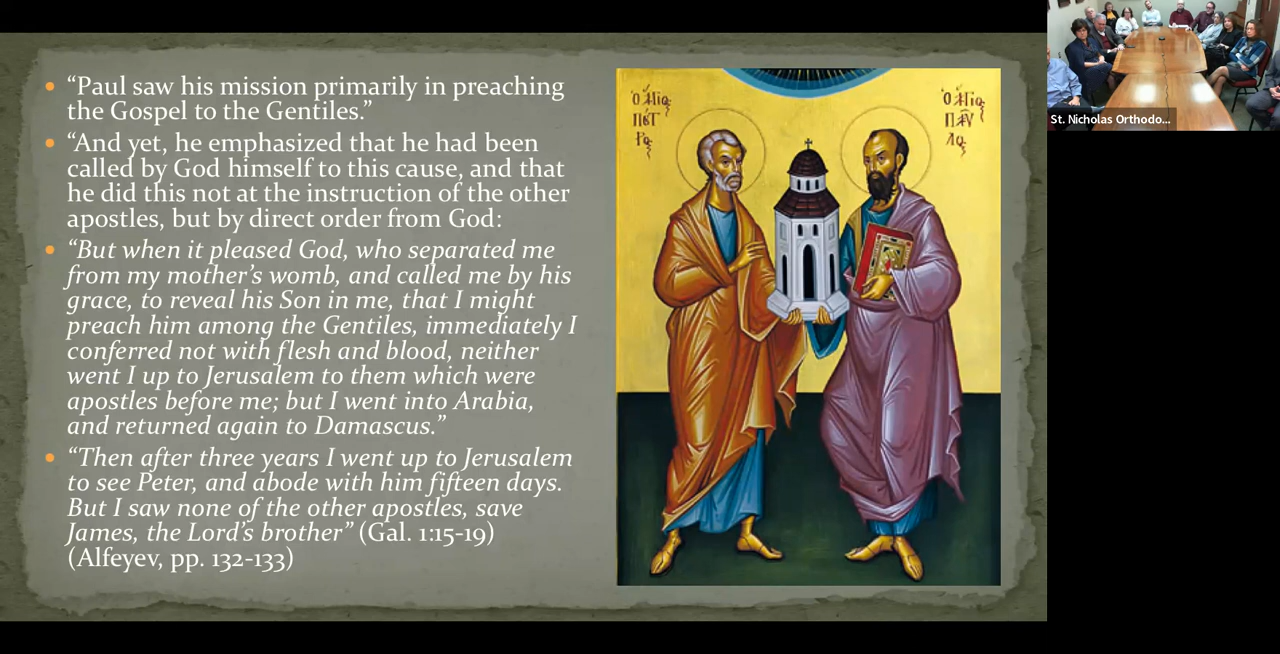 “Paul saw his mission primarily in preaching
the Gospel to the Gentiles.”
“And yet, he emphasized that he had been
called by God himself to this cause, and that
he did this not at the instruction of the other
apostles, but by direct order from God:
“But when it pleased God, who separated me
from my mother’s womb, and called me by his
grace, to reveal his Son in me, that I might
preach him among the Gentiles, immediately I
conferred not with flesh and blood, neither
went I up to Jerusalem to them which were
apostles before me; but I went into Arabia,
and returned again to Damascus.”
“Then after three years I went up to Jerusalem
to see Peter, and abode with him fifteen days.
But I saw none of the other apostles, save
James, the Lord’s brother” (Gal. 1:15-19)
(Alfeyev, pp. 132-133)
ὁ Ἅγιος
Πέτ
ρος
ὁ Ἅγιος
Παῦ
λος
St. Nicholas Orthodo...